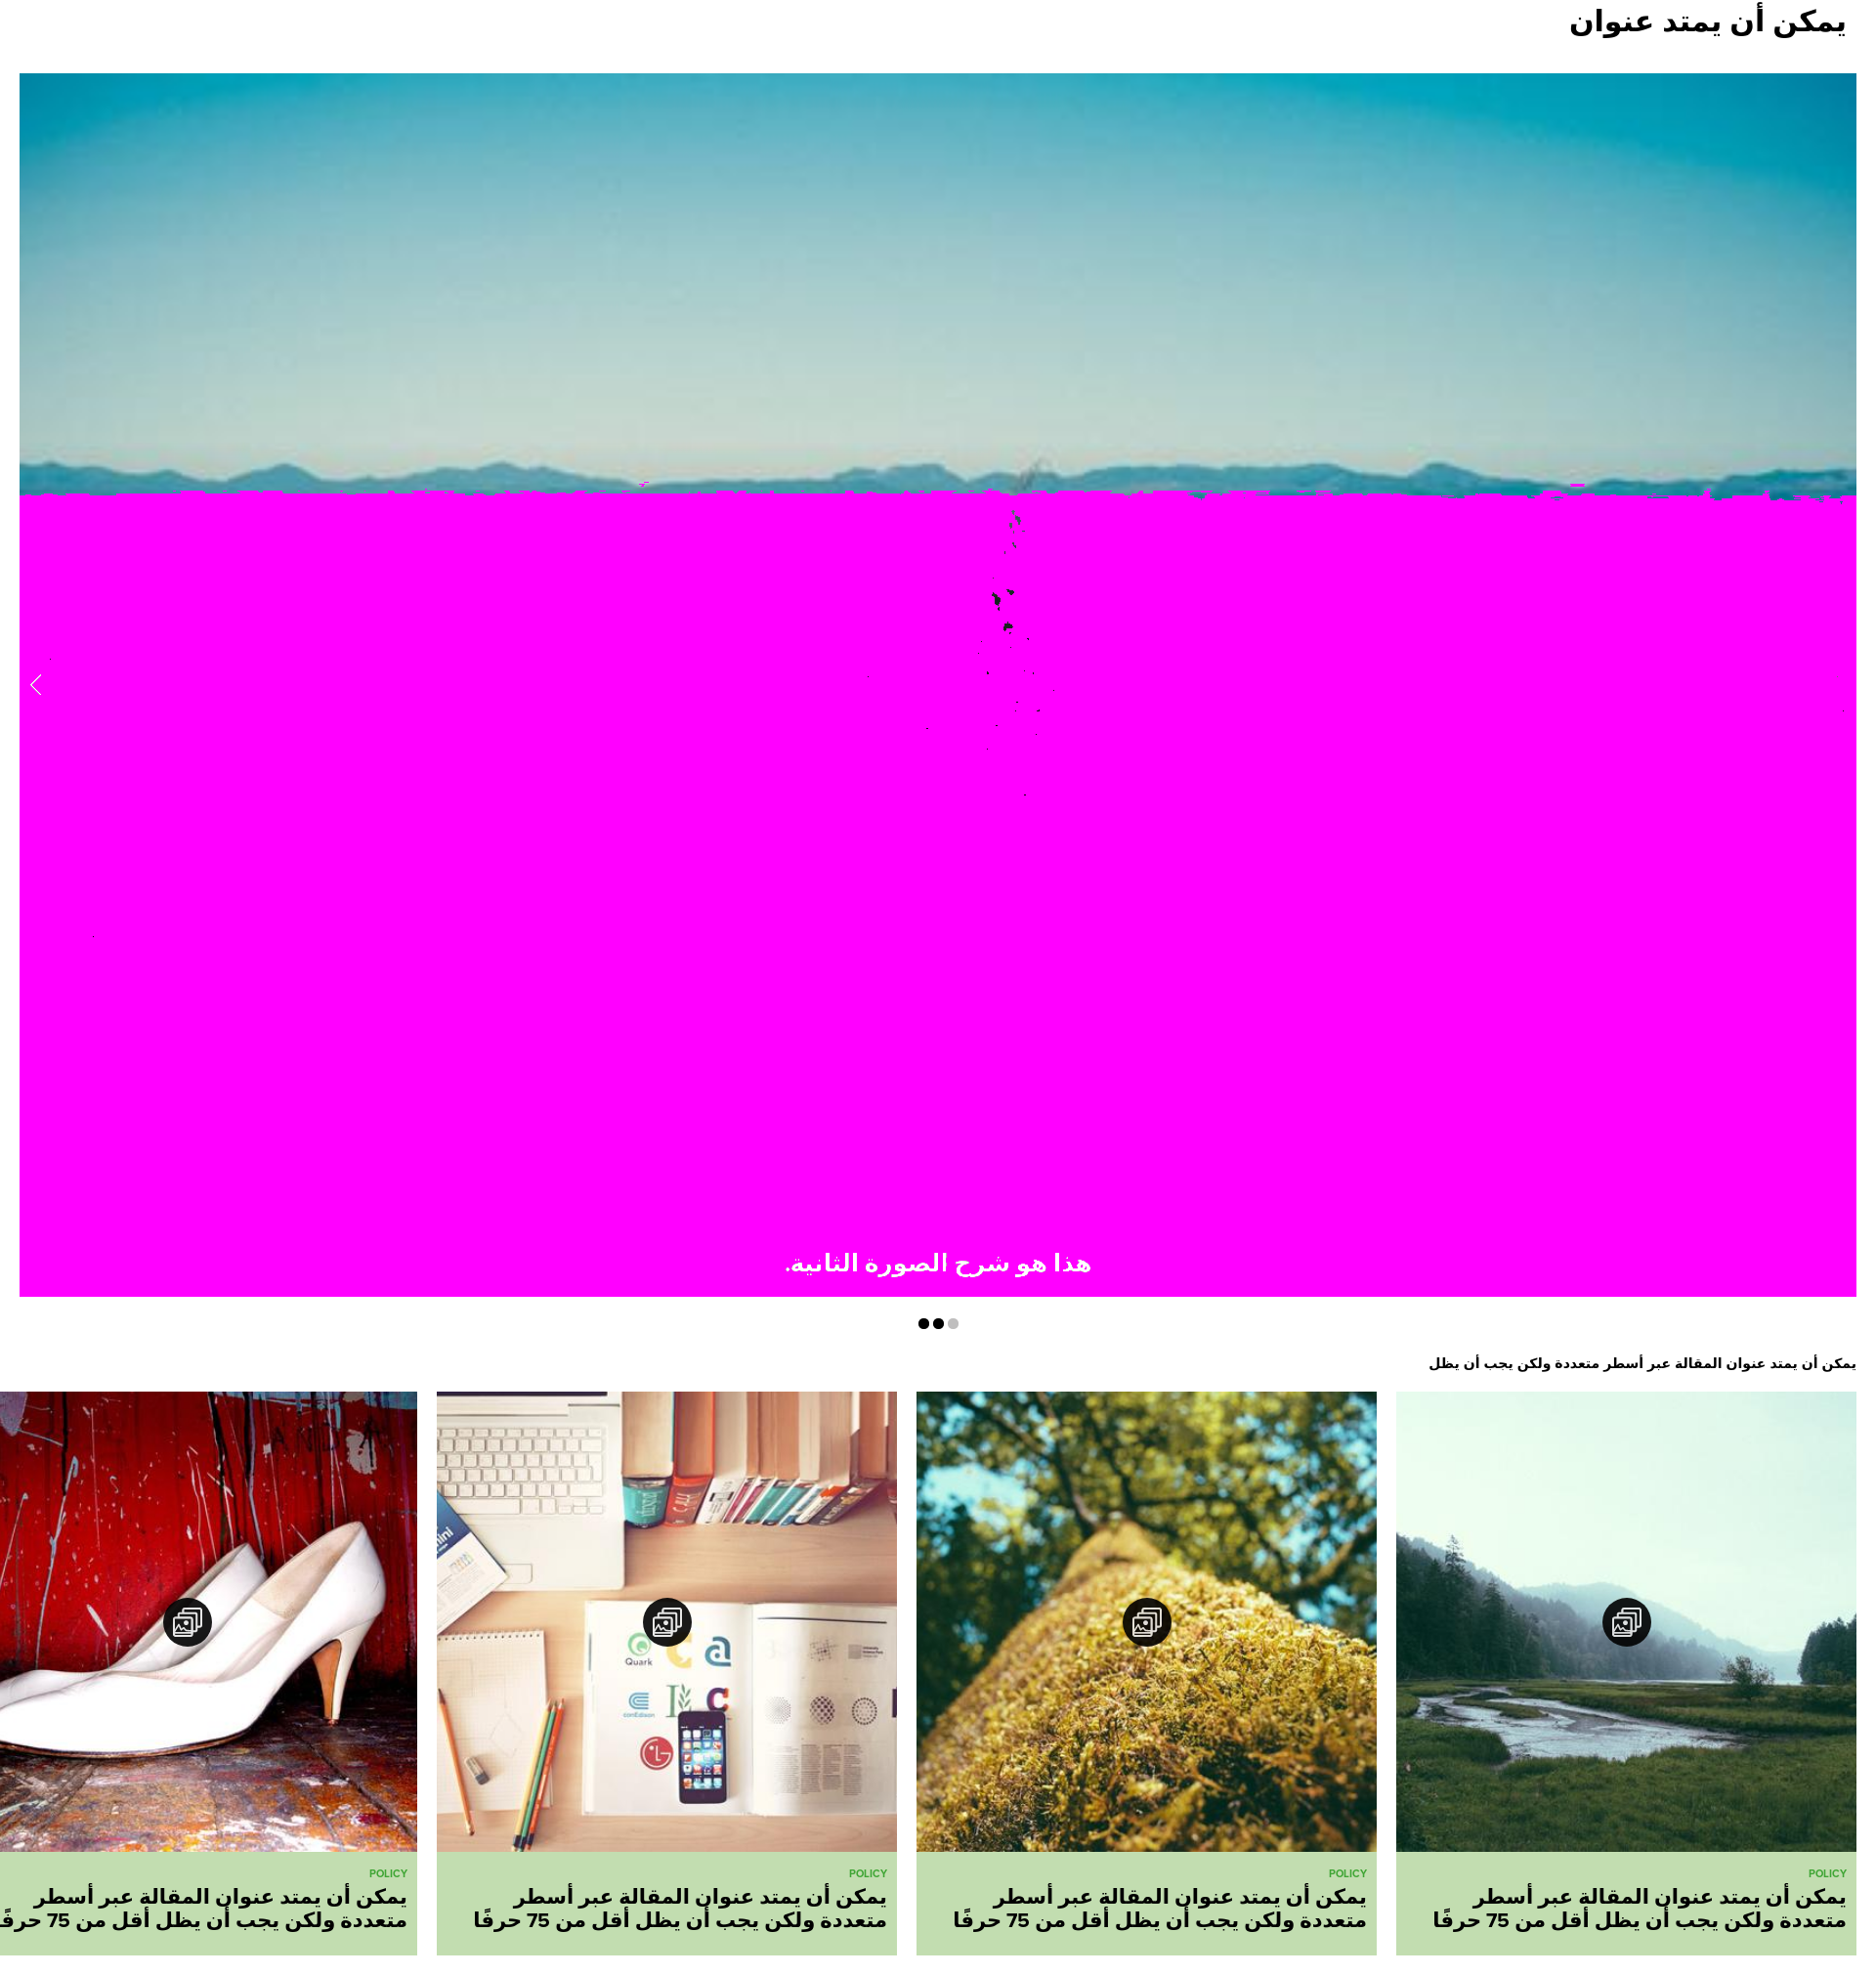 يمكن أن يمتد عنوان
هذا هو شرح الصورة الثانية.
يمكن أن يمتد عنوان المقالة عبر أسطر متعددة ولكن يجب أن يظل
POLICY
يمكن أن يمتد عنوان المقالة عبر أسطر
متعددة ولكن يجب أن يظل أقل من 75 حرفًا
POLICY
يمكن أن يمتد عنوان المقالة عبر أسطر
متعددة ولكن يجب أن يظل أقل من 75 حرفًا
Quark
conEdison
LG
POLICY
يمكن أن يمتد عنوان المقالة عبر أسطر
متعددة ولكن يجب أن يظل أقل من 75 حرفًا
POLICY
يمكن أن يمتد عنوان المقالة عبر أسطر
متعددة ولكن يجب أن يظل أقل من 75 حرفًا